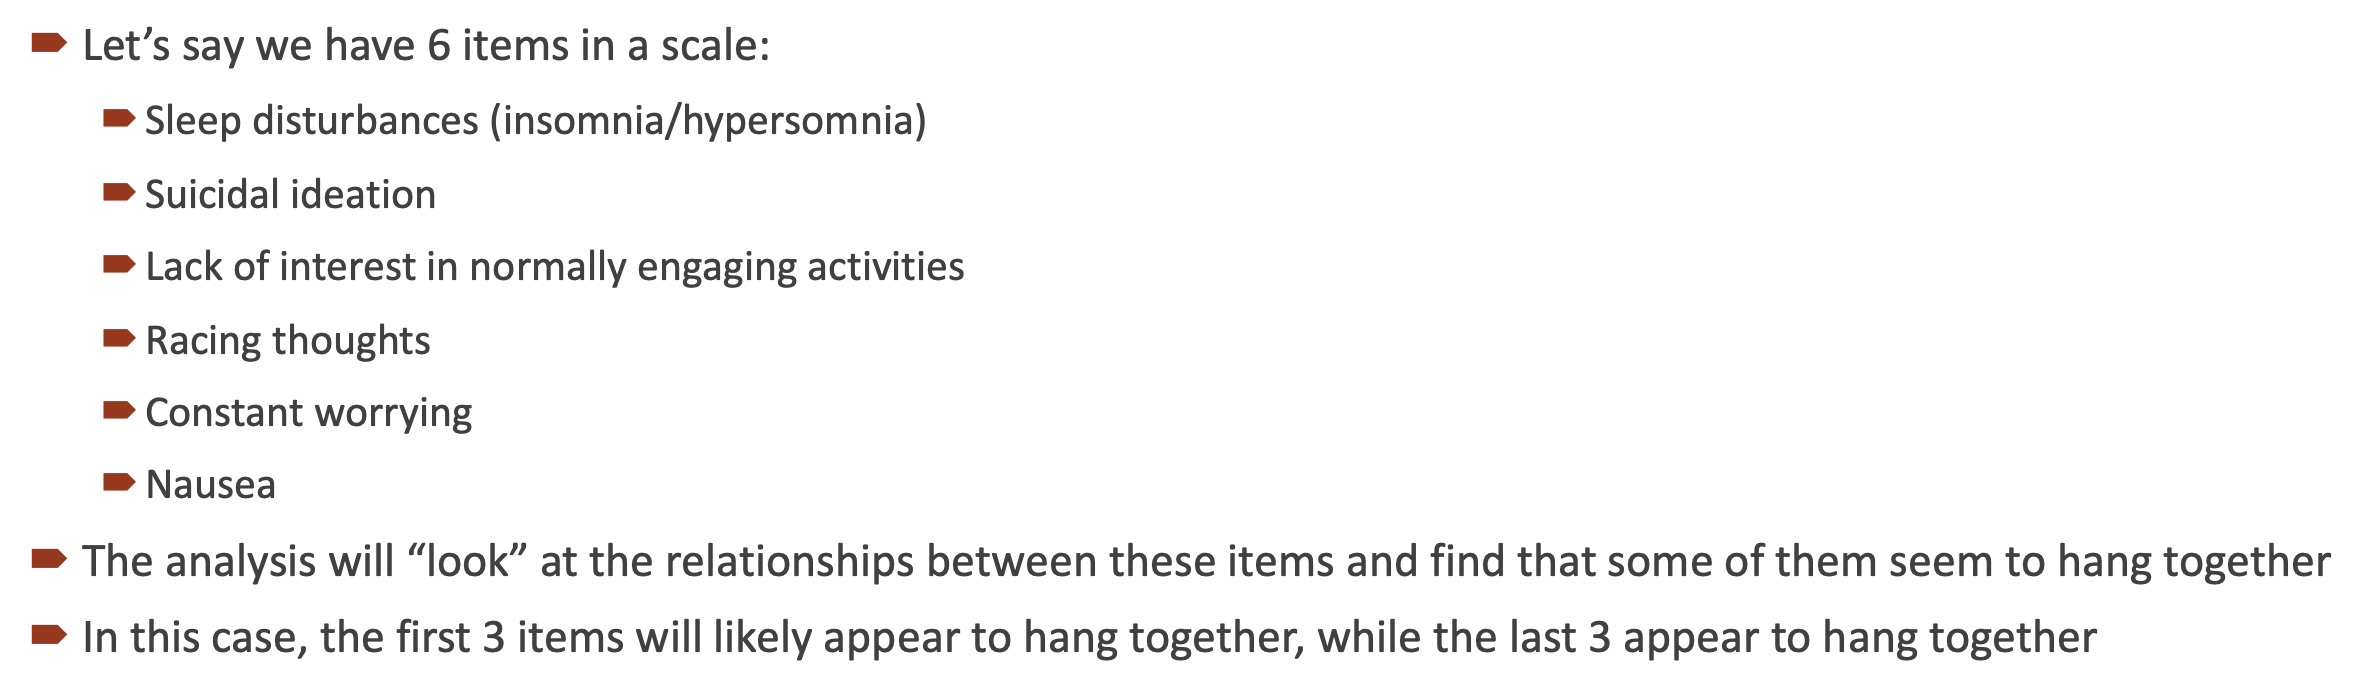 Let’s say we have 6 items in a scale:
Sleep disturbances (insomnia/hypersomnia)
Suicidal ideation
Lack of interest in normally engaging activities
Racing thoughts
Constant worrying
Nausea
The analysis will “look” at the relationships between these items and find that some of them seem to hang together
In this case, the first 3 items will likely appear to hang together, while the last 3 appear to hang together